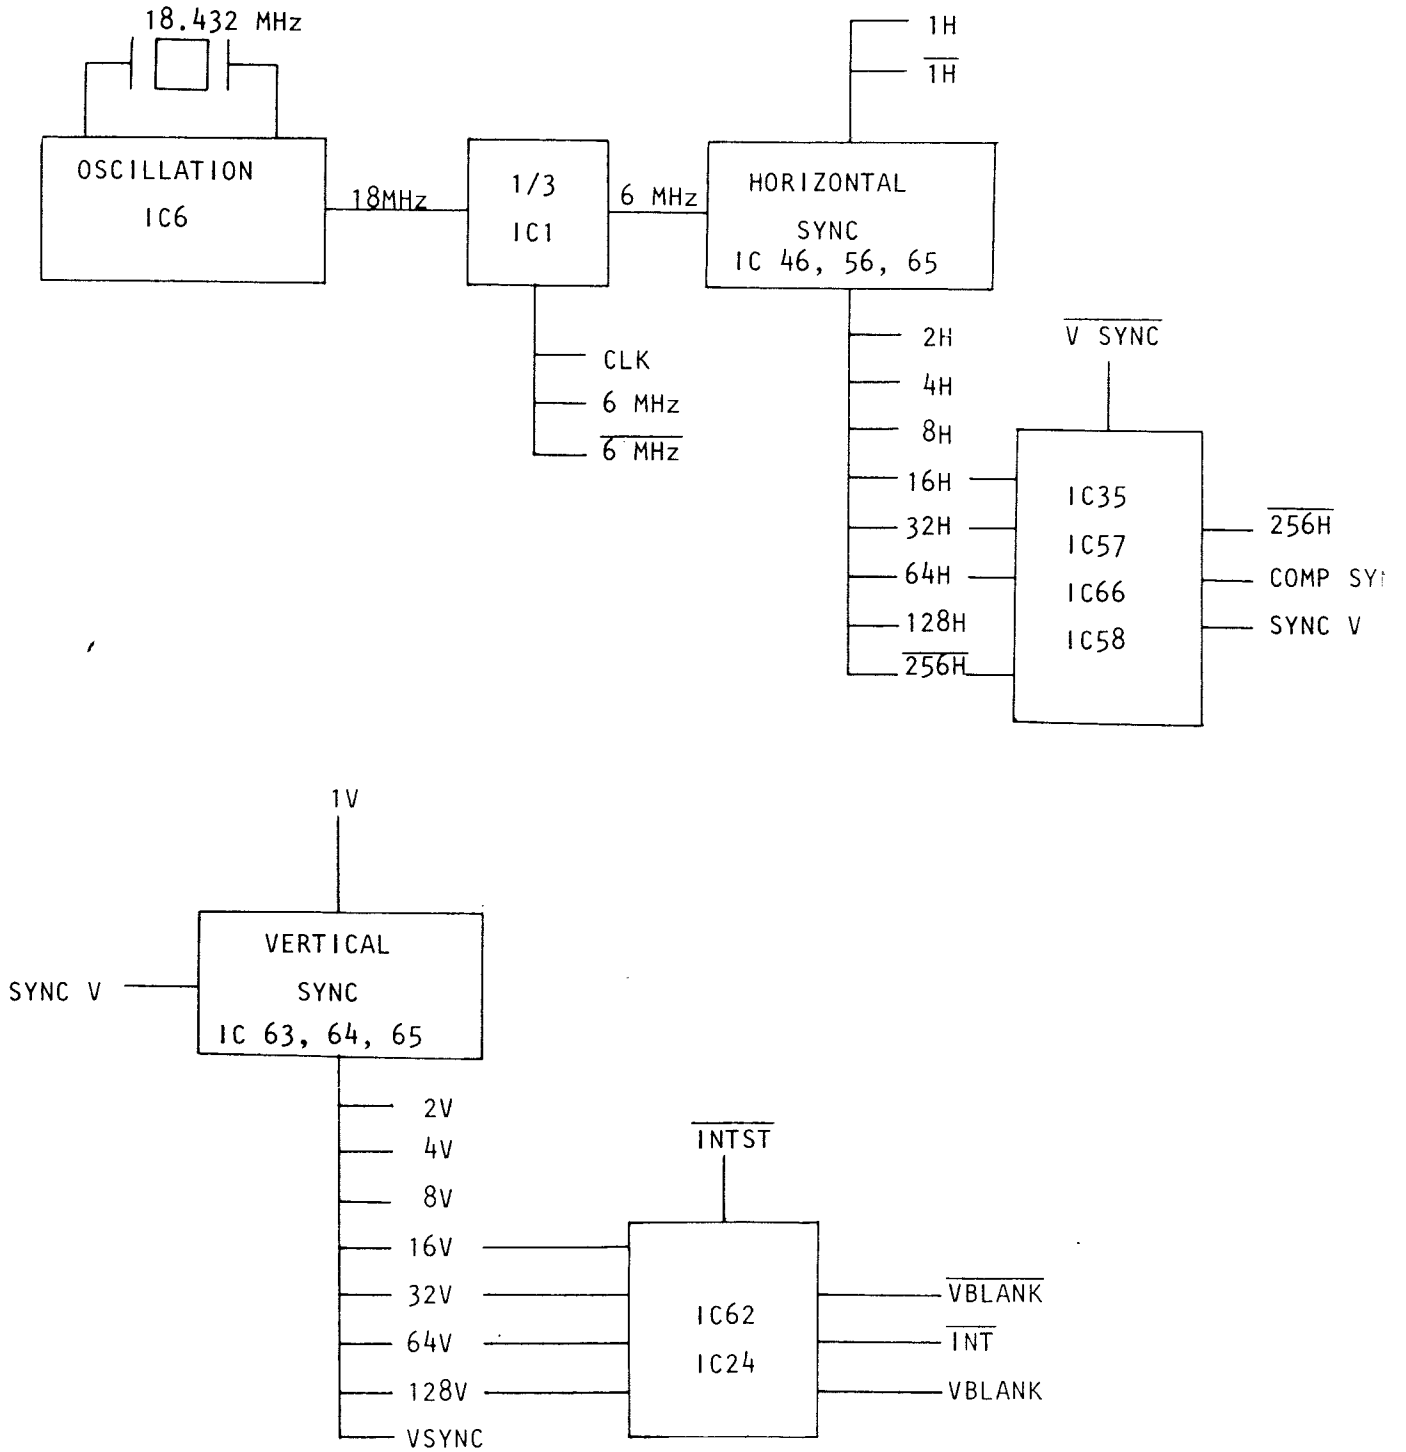 18.432 MHz
OSCILLATION
IC6
18MHz
1/3
IC1
6 MHz
CLK
6 MHz
6 MHz
1H
1H
HORIZONTAL
SYNC
IC 46, 56, 65
2H
4H
8H
16H
32H
64H
128H
256H
V SYNC
IC35
IC57
IC66
IC58
256H
COMP
SYNC V
1V
SYNC V
VERTICAL
SYNC
IC 63, 64, 65
2V
4V
8V
16V
32V
64V
128V
VSYNC
INTST
IC62
IC24
VBLANK
INT
VBLANK